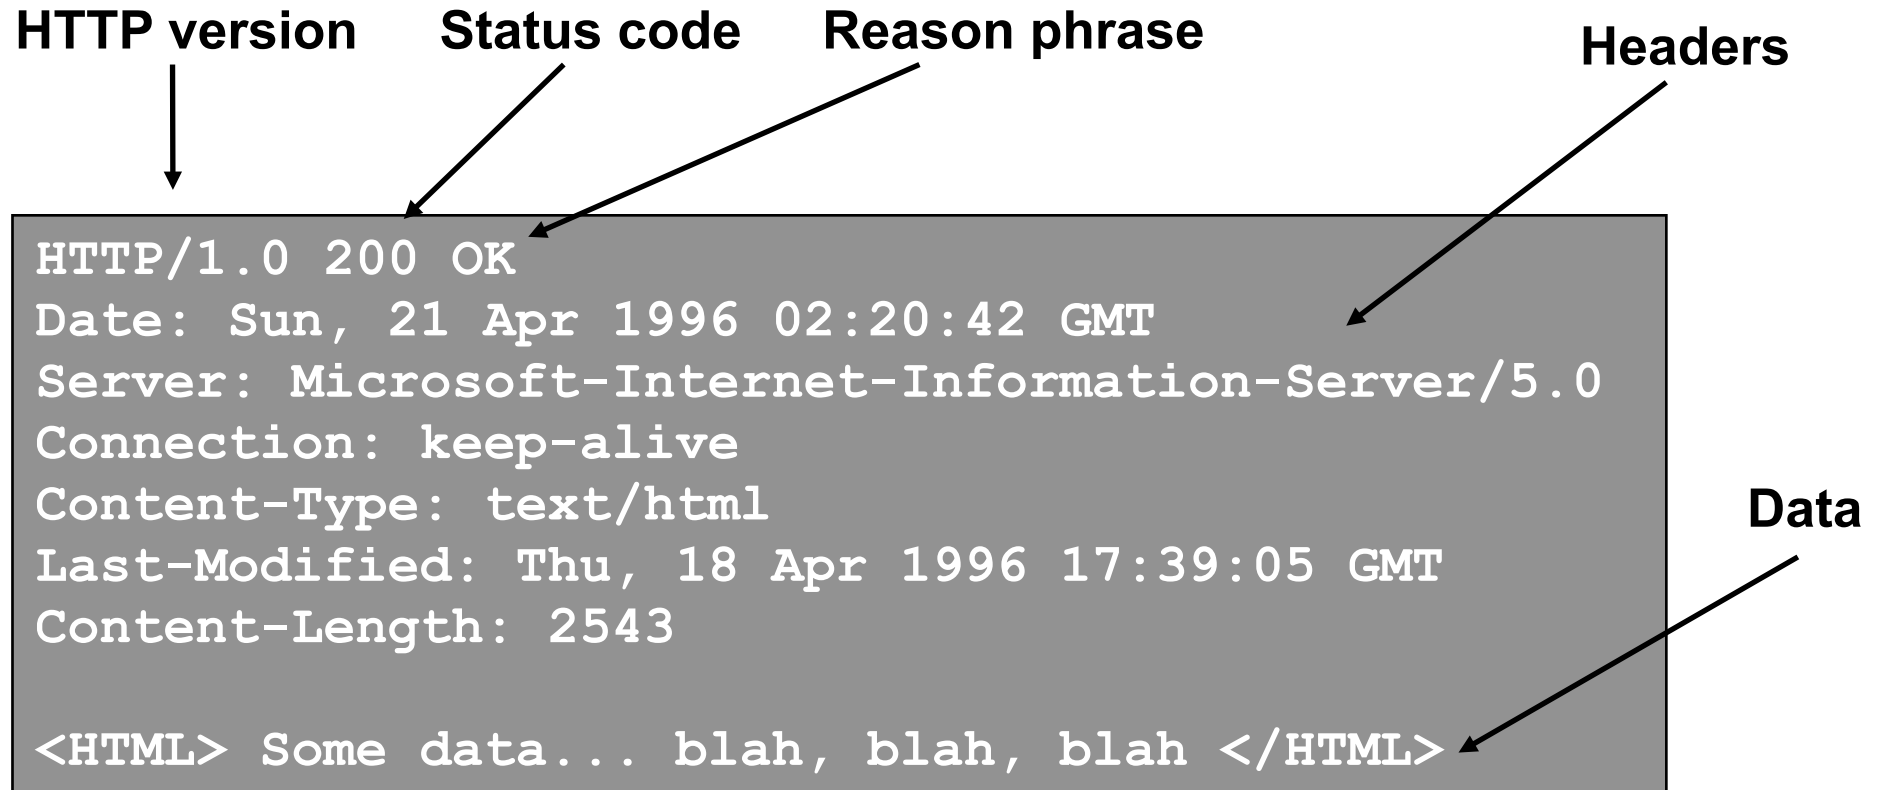 HTTP version Status code Reason phrase Headers
HTTP/1.0 200 OK
Date: Sun, 21 Apr 1996 02:20:42 GMT
Server: Microsoft-Internet-Information-Server/5.0
Connection: keep-alive
Content-Type: text/html
Data
Last-Modified: Thu, 18 Apr 1996 17:39:05 GMT
Content-Length: 2543
<HTML> Some data... blah, blah, blah </HTML>